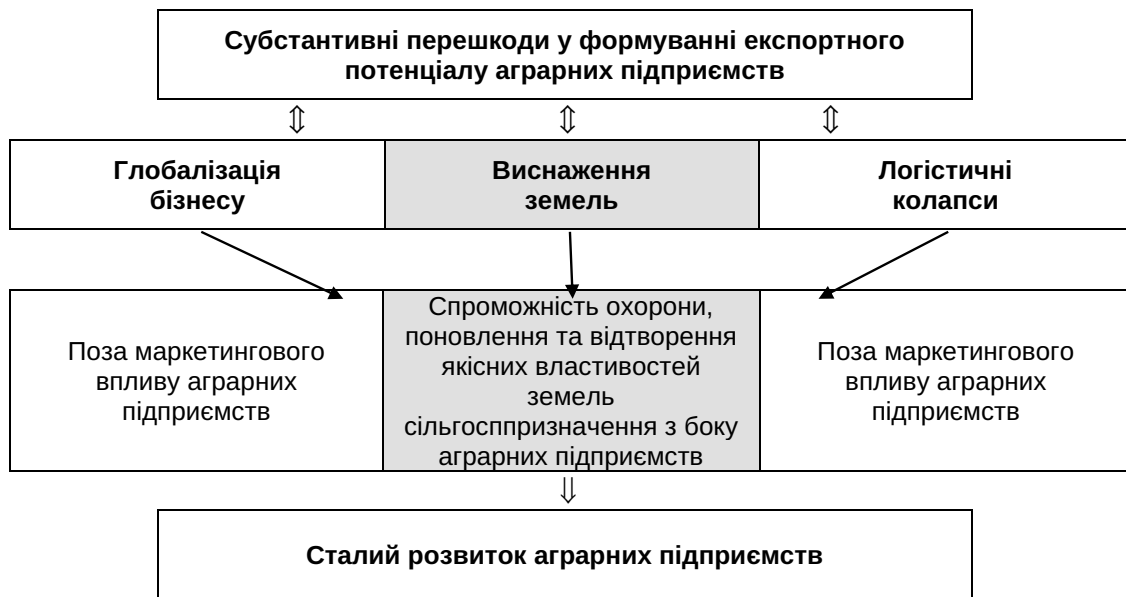 Субстантивні перешкоди у формуванні експортного
потенціалу аграрних підприємств
Глобалізація
бізнесу
Виснаження
земель
Логістичні
колапси
Поза маркетингового
впливу аграрних
підприємств
Спроможність охорони,
поновлення та відтворення
якісних властивостей
земель
сільгосппризначення з боку
аграрних підприємств
Поза маркетингового
впливу аграрних
підприємств
Сталий розвиток аграрних підприємств